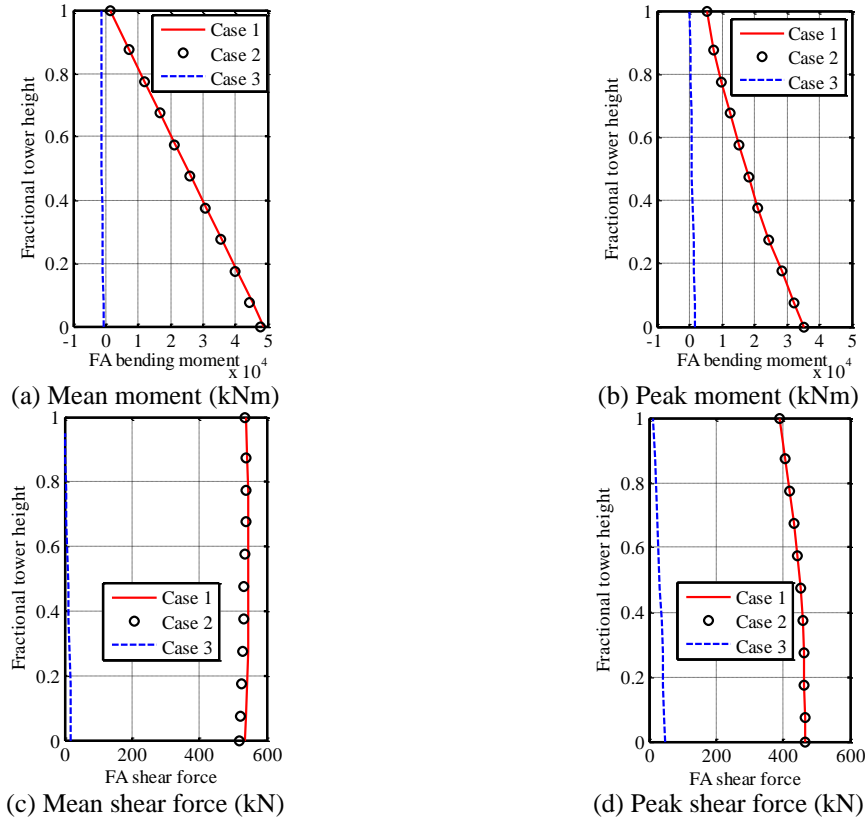 1
0.8
0.6
0.4
0.2
0
Fractional tower height
Case 1
Case 2
Case 3
-1 0 1 2 3 4 5
FA bending moment
x 10^4
(a) Mean moment (kNm)
1
0.8
0.6
0.4
0.2
0
Fractional tower height
Case 1
Case 2
Case 3
-1 0 1 2 3 4 5
FA bending moment
x 10^4
(b) Peak moment (kNm)
1
0.8
0.6
0.4
0.2
0
Fractional tower height
Case 1
Case 2
Case 3
0 200 400 600
FA shear force
(c) Mean shear force (kN)
1
0.8
0.6
0.4
0.2
0
Fractional tower height
Case 1
Case 2
Case 3
0 200 400 600
FA shear force
(d) Peak shear force (kN)